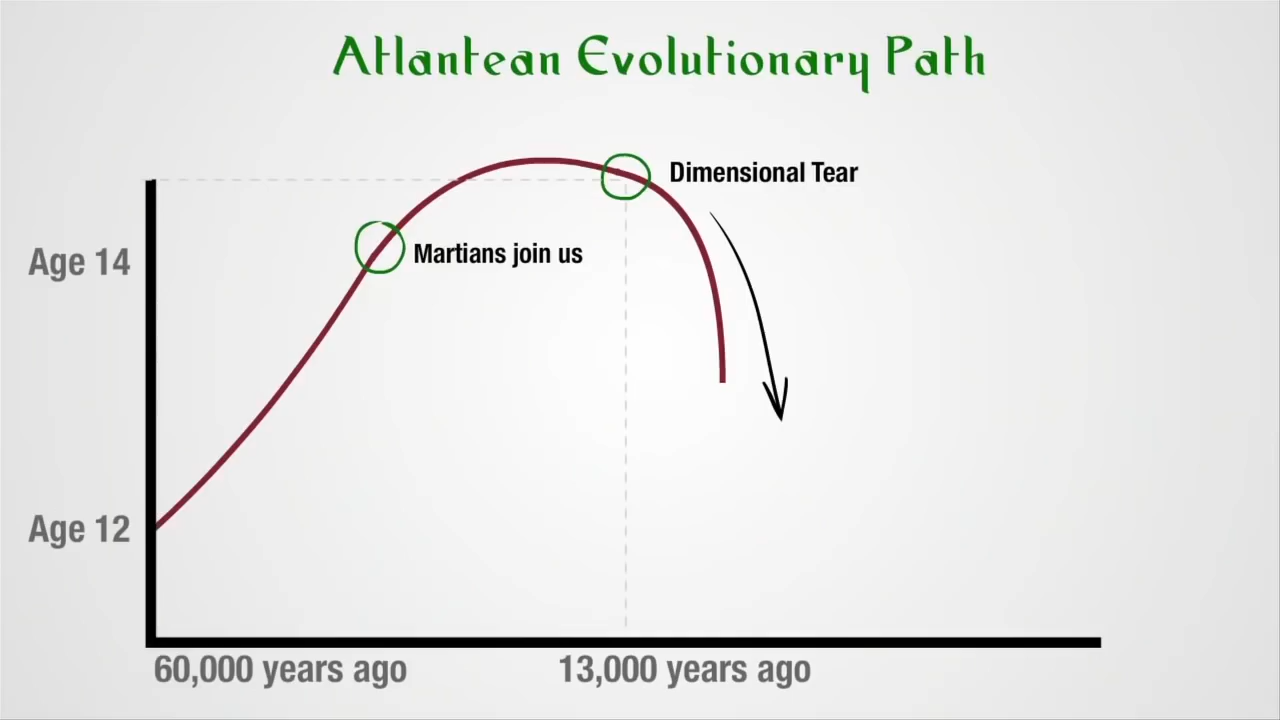 Atlantean Evolutionary Path
Dimensional Tear
Martians join us
Age 14
Age 12
60,000 years ago
13,000 years ago